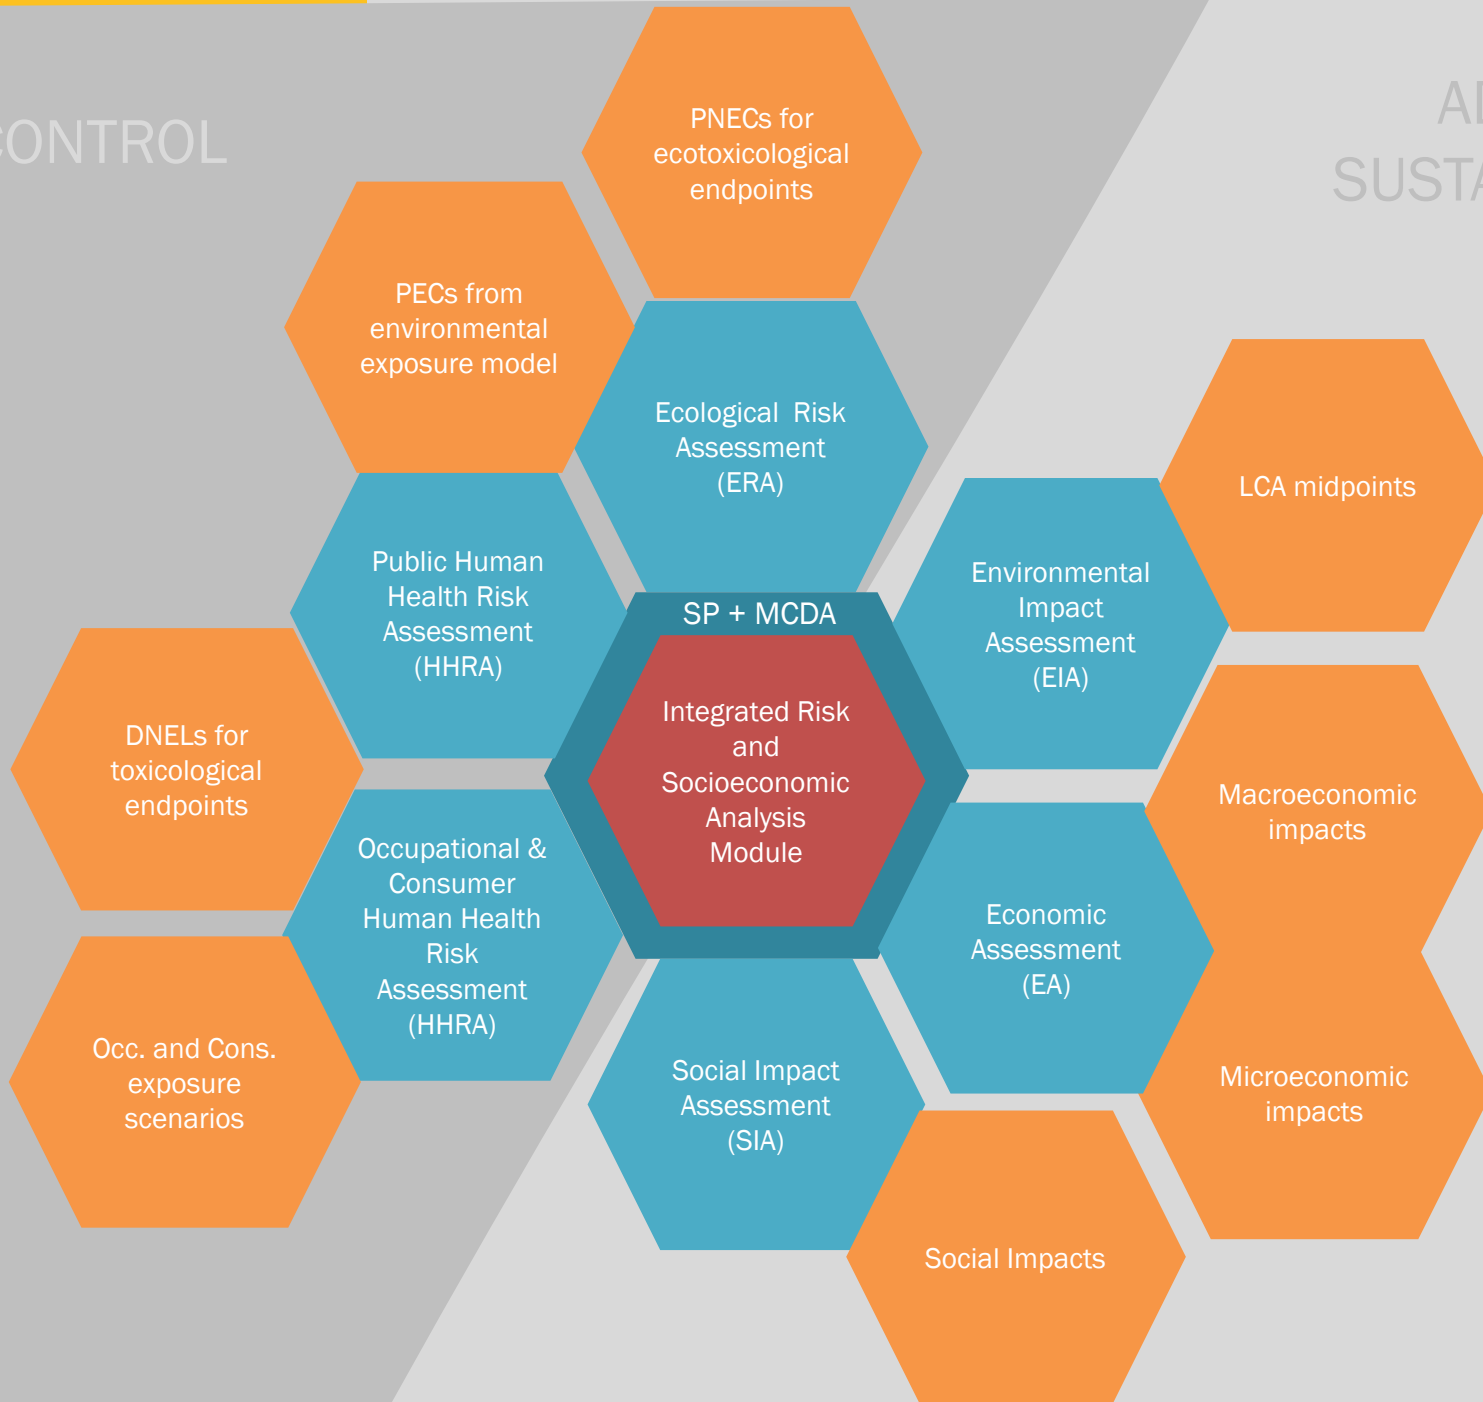 CONTROL
PNECs for
ecotoxicological
endpoints
PECs from
environmental
exposure model
Ecological Risk
Assessment
(ERA)
LCA midpoints
Public Human
Health Risk
Assessment
(HHRA)
Environmental
Impact
Assessment
(EIA)
SP + MCDA
Integrated Risk
and
Socioeconomic
Analysis
Module
DNELs for
toxicological
endpoints
Macroeconomic
impacts
Occupational &
Consumer
Human Health
Risk
Assessment
(HHRA)
Economic
Assessment
(EA)
Occ. and Cons.
exposure
scenarios
Social Impact
Assessment
(SIA)
Microeconomic
impacts
Social Impacts